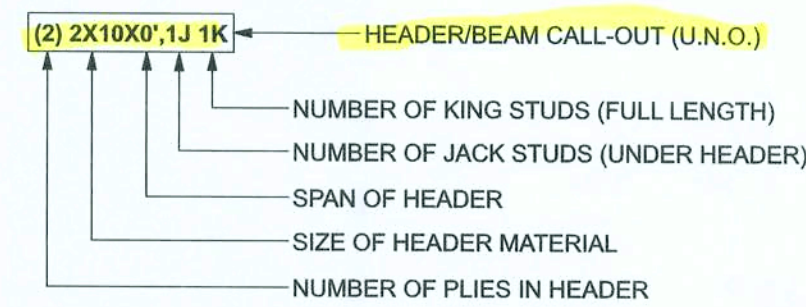 (2) 2X10X0',1J 1K HEADER/BEAM CALL-OUT (U.N.O.)
NUMBER OF KING STUDS (FULL LENGTH)
NUMBER OF JACK STUDS (UNDER HEADER)
SPAN OF HEADER
SIZE OF HEADER MATERIAL
NUMBER OF PLIES IN HEADER